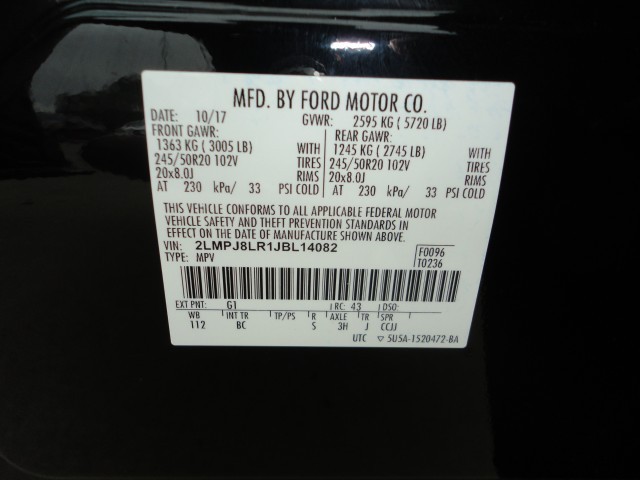 MFD. BY FORD MOTOR CO.
DATE: 10/17 GVWR: 2595 KG ( 5720 LB)
FRONT GAWR: REAR GAWR:
1363 KG ( 3005 LB) WITH 1245 KG ( 2745 LB) WITH
245/50R20 102V TIRES 245/50R20 102V TIRES
20x8.0J RIMS 20x8.0J RIMS
AT 230 kPa/ 33 PSI COLD AT 230 kPa/ 33 PSI COLD
THIS VEHICLE CONFORMS TO ALL APPLICABLE FEDERAL MOTOR
VEHICLE SAFETY AND THEFT PREVENTION STANDARDS IN
EFFECT ON THE DATE OF MANUFACTURE SHOWN ABOVE.
VIN: 2LMPJ8LR1JBL14082 F0096
TYPE: MPV T0236
EXT PNT: G1 RC: 43 DSO:
WB INT TR TP/PS R AXLE TR SPR
112 BC S 3H J CCJJ
UTC ▽ 5U5A-1520472-BA